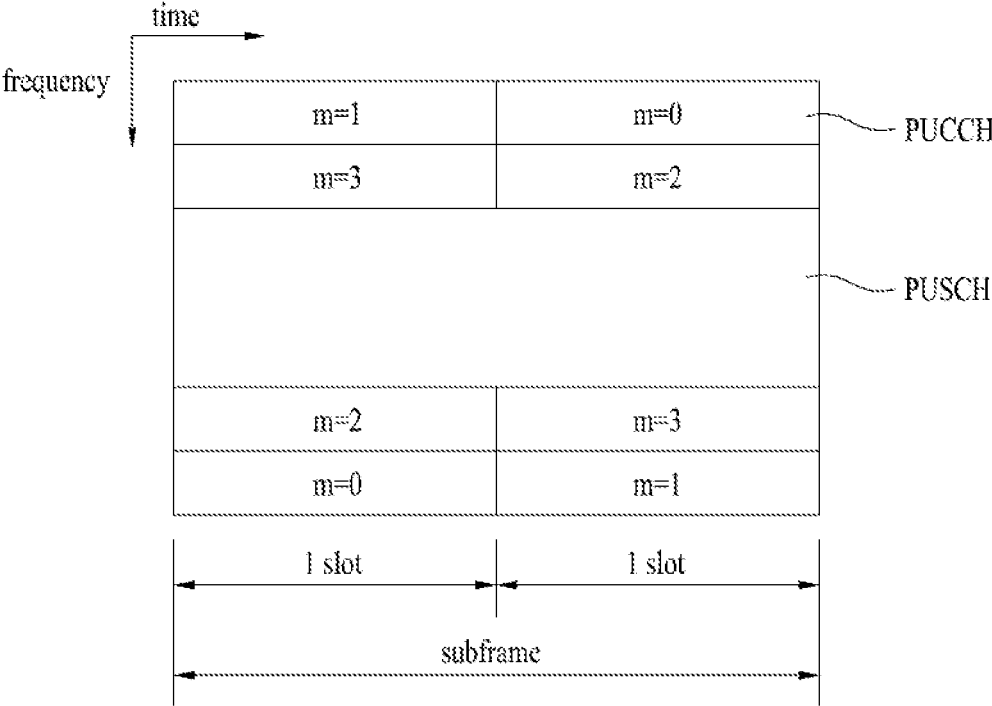 time
frequency
m=1 m=0
PUCCH
m=3 m=2
PUSCH
m=2 m=3
m=0 m=1
1 slot 1 slot
subframe